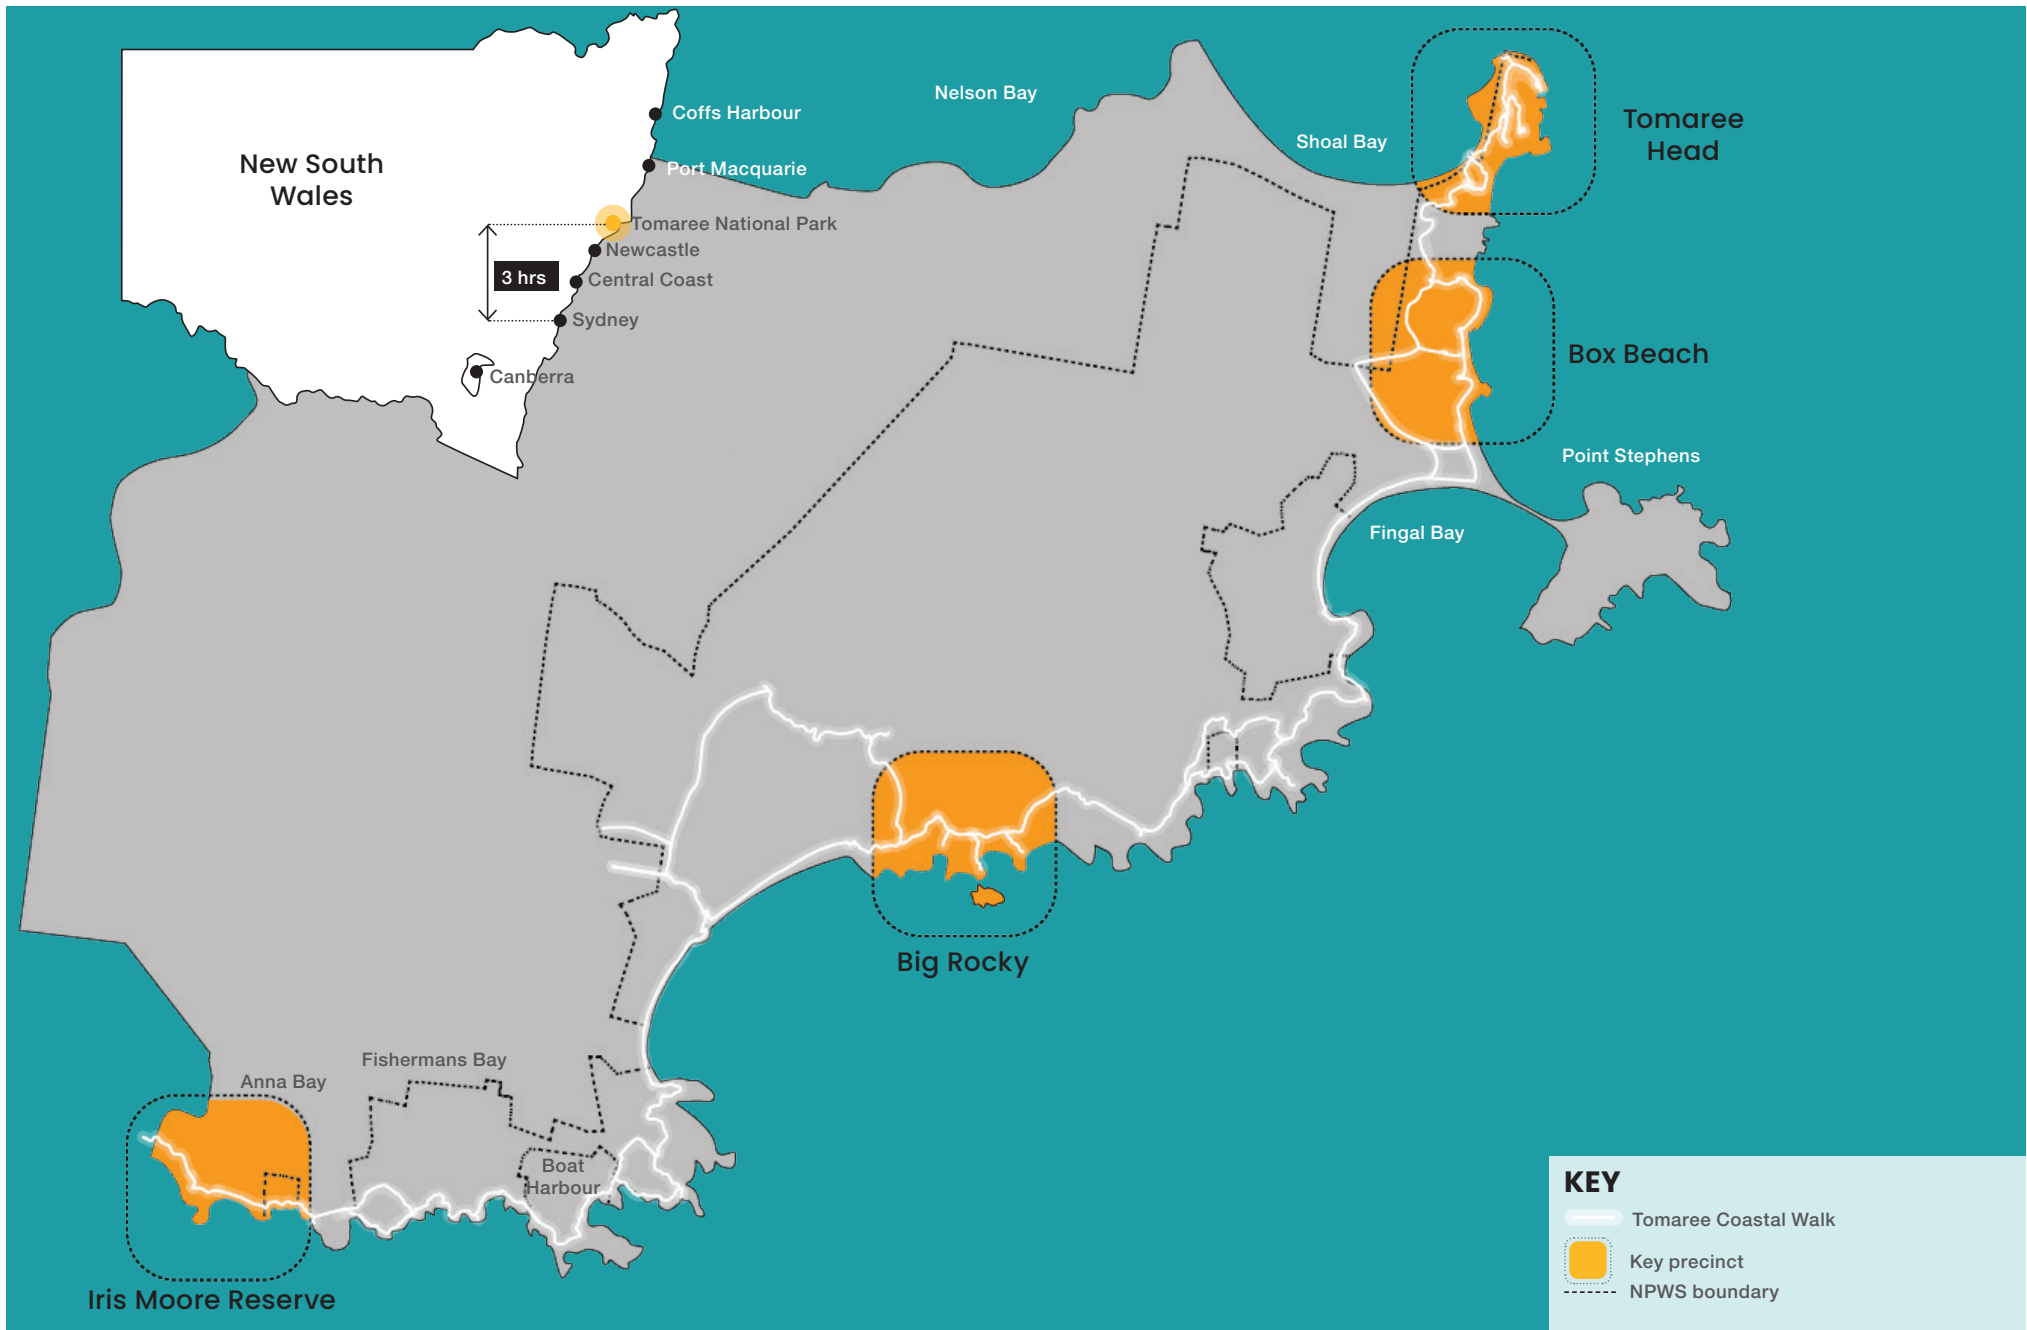 New South
Wales
Coffs Harbour
Port Macquarie
Tomaree National Park
Newcastle
3 hrs
Central Coast
Sydney
Canberra
Nelson Bay
Shoal Bay
Tomaree
Head
Box Beach
Point Stephens
Fingal Bay
Big Rocky
Fishermans Bay
Anna Bay
Boat
Harbour
Iris Moore Reserve
KEY
Tomaree Coastal Walk
Key precinct
NPWS boundary